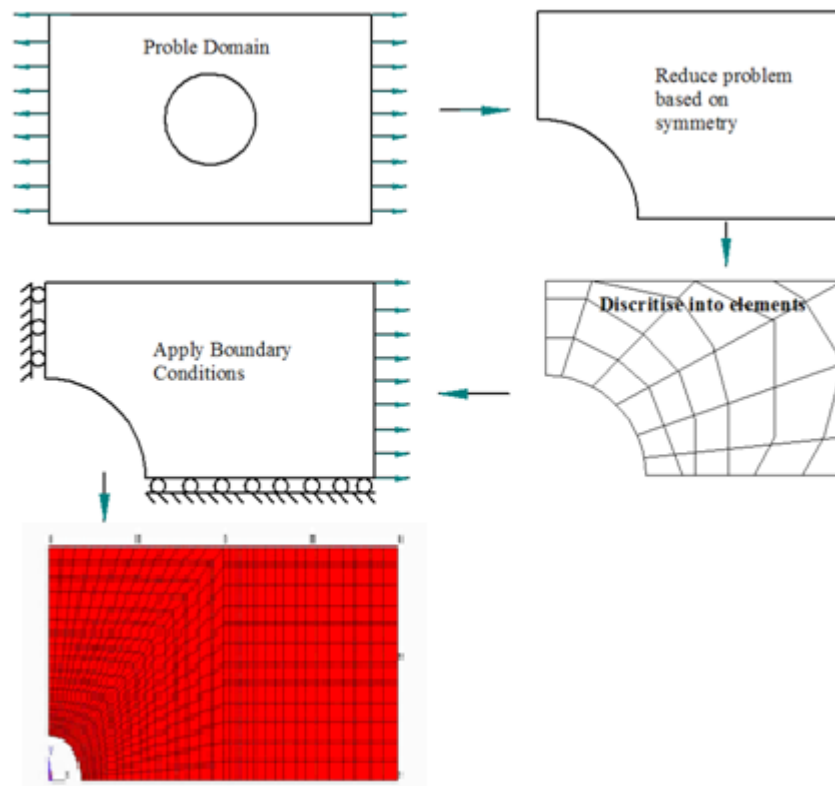 Proble Domain
Reduce problem
based on
symmetry
Discritise into elements
Apply Boundary
Conditions